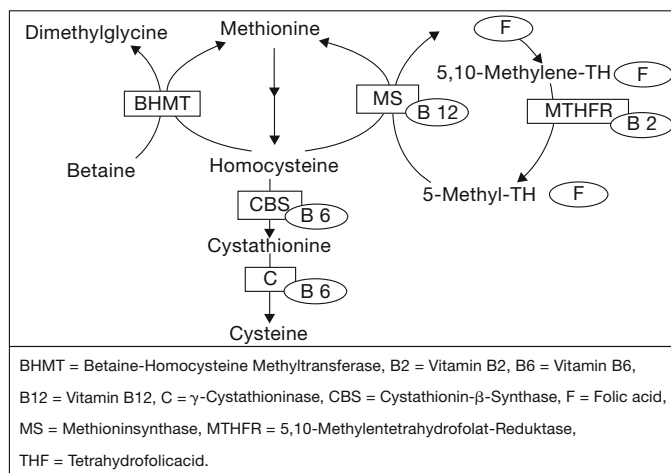 Dimethylglycine
Methionine
F
5,10-Methylene-TH F
BHMT
MS
B 12
MTHFR
B 2
Betaine
Homocysteine
5-Methyl-TH F
CBS
B 6
Cystathionine
C
B 6
Cysteine
BHMT = Betaine-Homocysteine Methyltransferase, B2 = Vitamin B2, B6 = Vitamin B6,
B12 = Vitamin B12, C = γ-Cystathioninase, CBS = Cystathionin-β-Synthase, F = Folic acid,
MS = Methioninsynthase, MTHFR = 5,10-Methylentetrahydrofolat-Reduktase,
THF = Tetrahydrofolicacid.